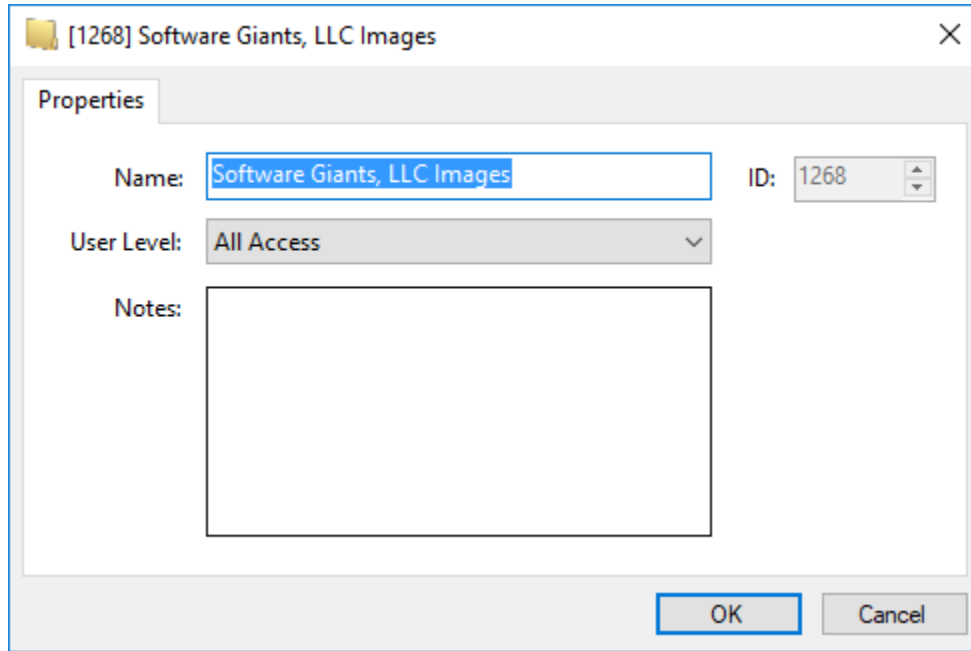 [1268] Software Giants, LLC Images
Properties
Name: Software Giants, LLC Images ID: 1268
User Level: All Access
Notes:
OK Cancel